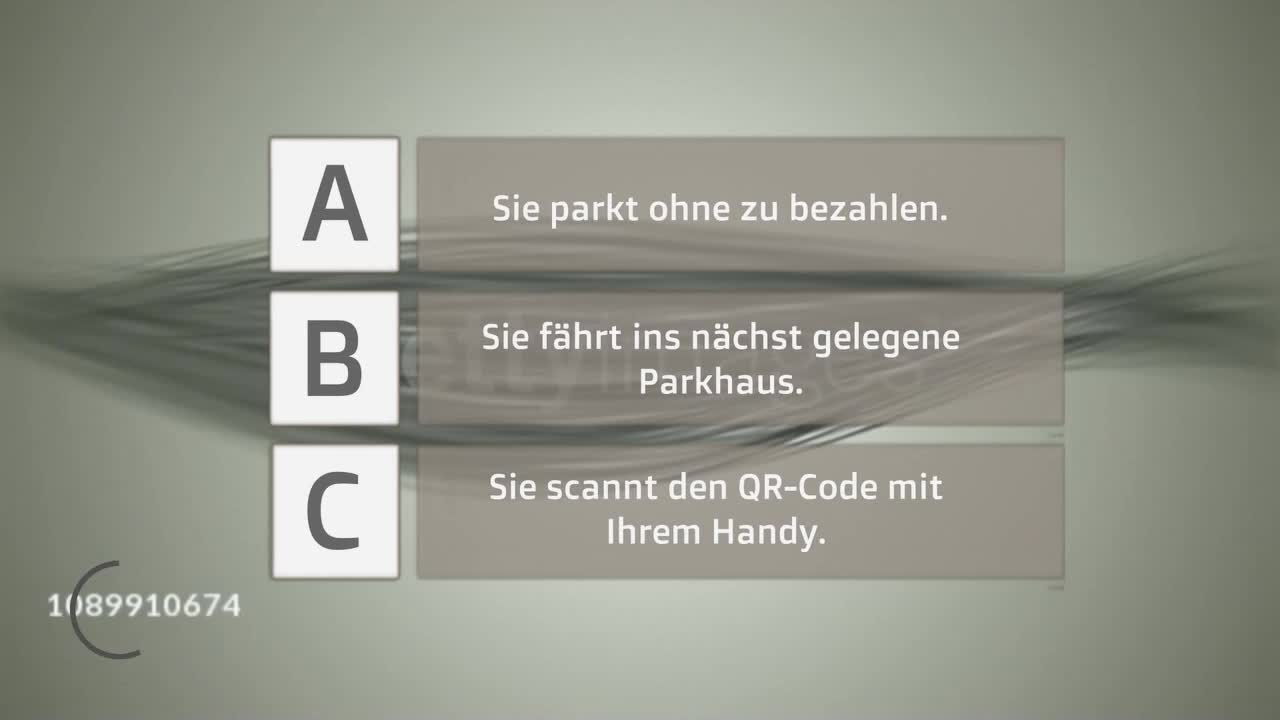 A
Sie parkt ohne zu bezahlen.
B
Sie fährt ins nächst gelegene
Parkhaus.
C
Sie scannt den QR-Code mit
Ihrem Handy.
1089910674